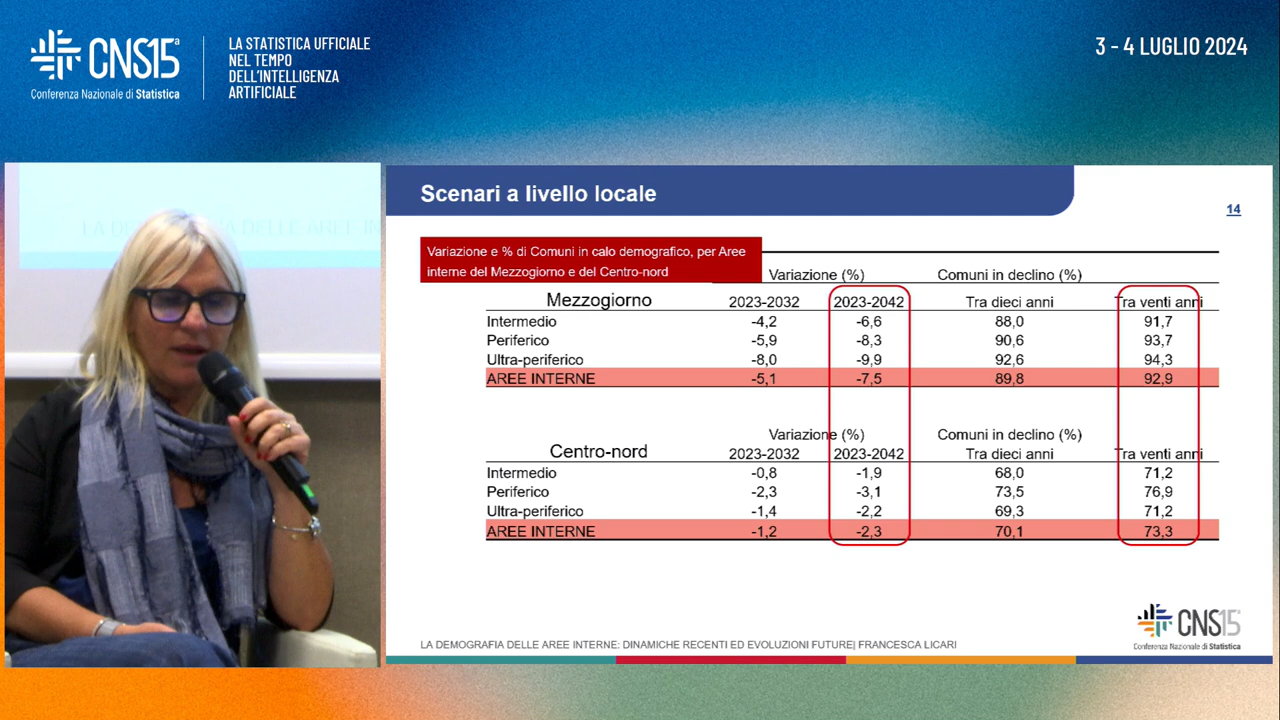 CNS15ª
Conferenza Nazionale di Statistica
LA STATISTICA UFFICIALE
NEL TEMPO
DELL'INTELLIGENZA
ARTIFICIALE
3 - 4 LUGLIO 2024
LA DEMOGRAFIA DELLE AREE IN
Scenari a livello locale
14
Variazione e % di Comuni in calo demografico, per Aree
interne del Mezzogiorno e del Centro-nord
Variazione (%) Comuni in declino (%)
Mezzogiorno 2023-2032 2023-2042 Tra dieci anni Tra venti anni
Intermedio -4,2 -6,6 88,0 91,7
Periferico -5,9 -8,3 90,6 93,7
Ultra-periferico -8,0 -9,9 92,6 94,3
AREE INTERNE -5,1 -7,5 89,8 92,9
Variazione (%) Comuni in declino (%)
Centro-nord 2023-2032 2023-2042 Tra dieci anni Tra venti anni
Intermedio -0,8 -1,9 68,0 71,2
Periferico -2,3 -3,1 73,5 76,9
Ultra-periferico -1,4 -2,2 69,3 71,2
AREE INTERNE -1,2 -2,3 70,1 73,3
LA DEMOGRAFIA DELLE AREE INTERNE: DINAMICHE RECENTI ED EVOLUZIONI FUTURE| FRANCESCA LICARI
CNS15
Conferenza Nazionale di Statistica